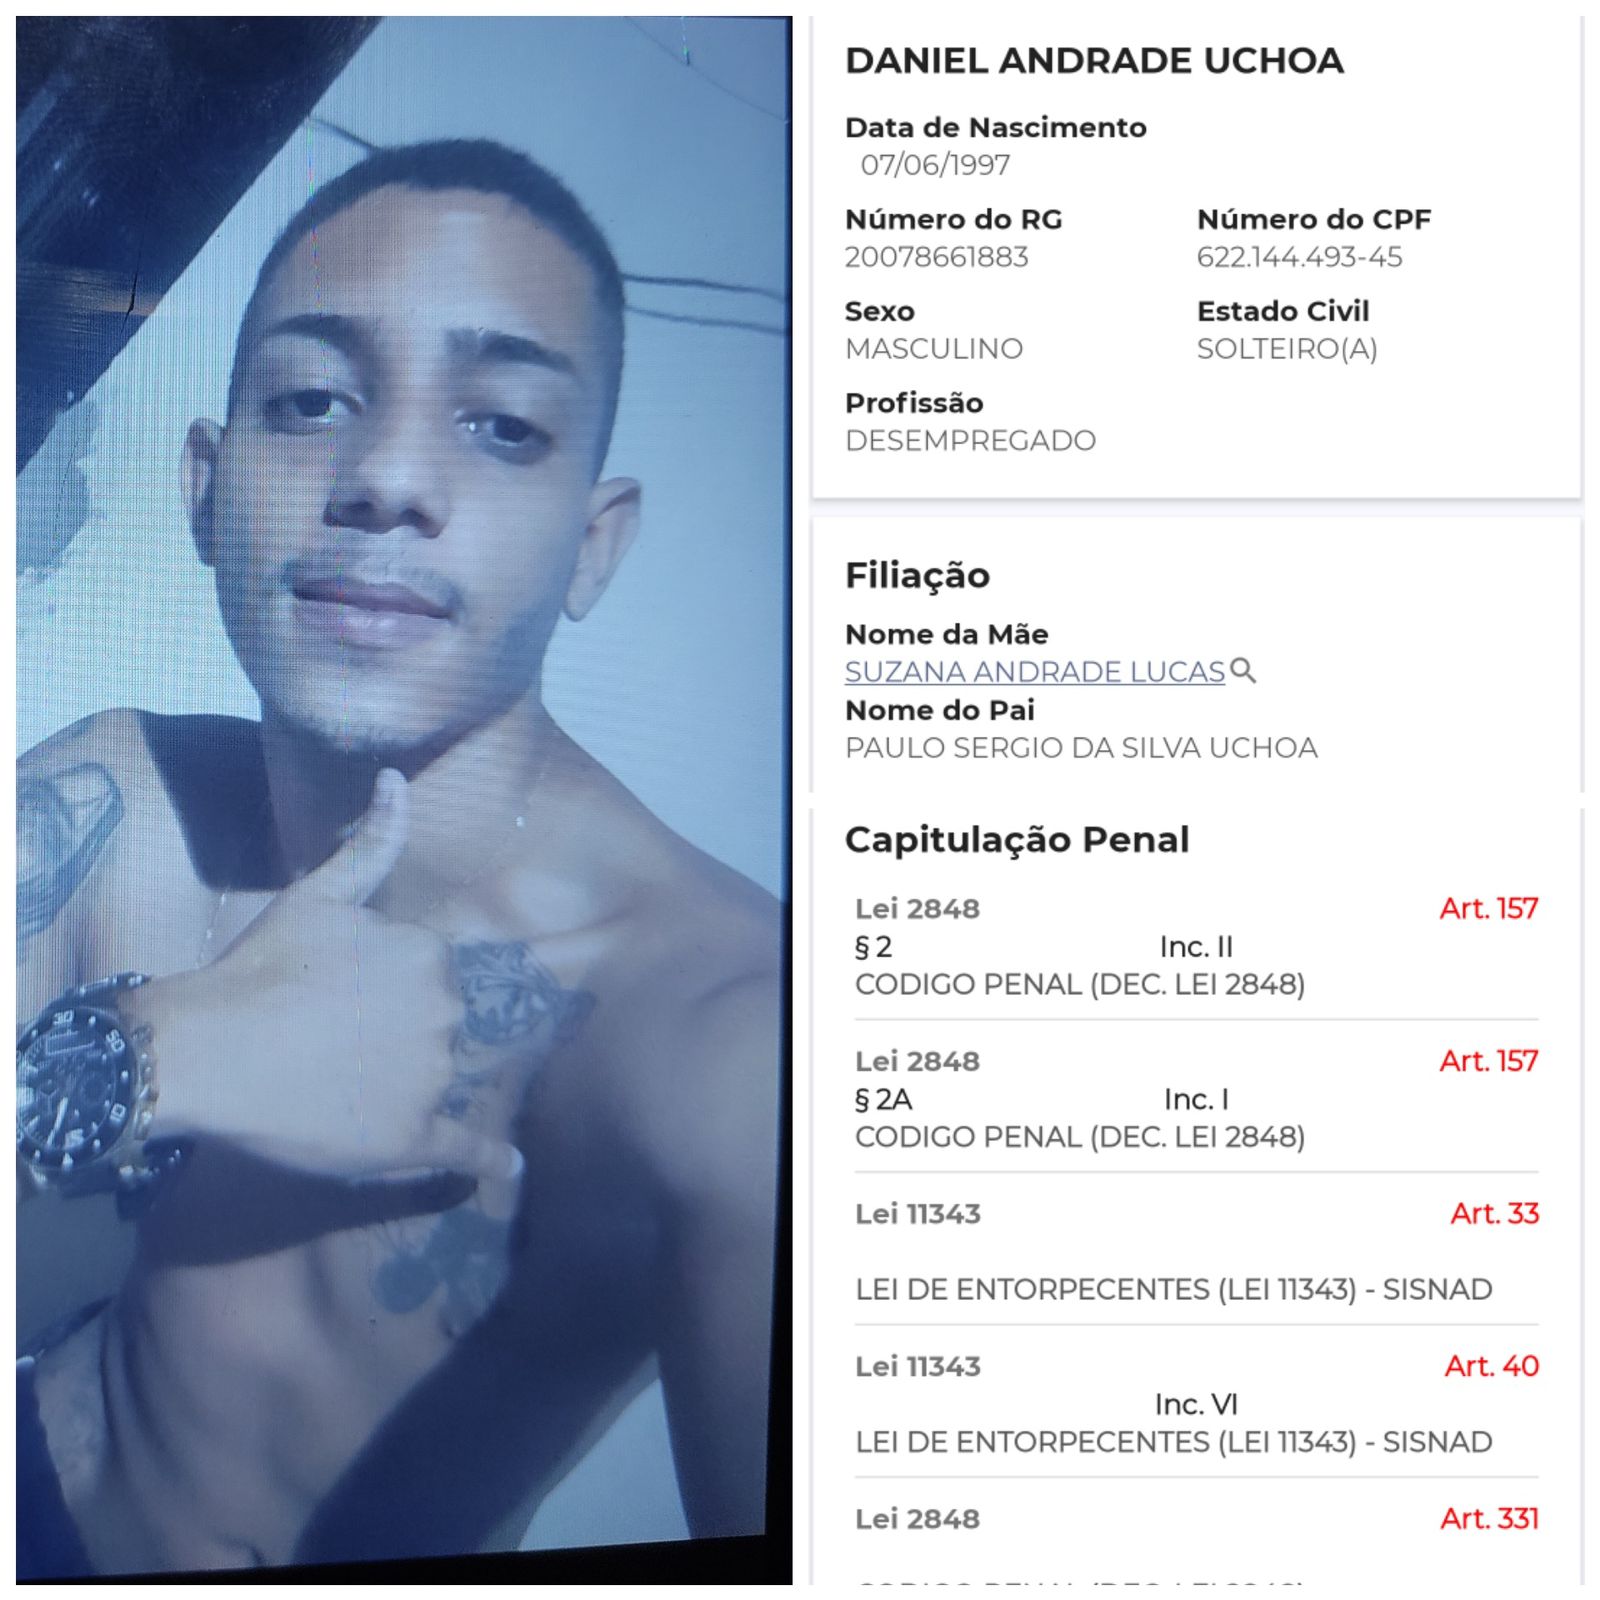 DANIEL ANDRADE UCHOA
Data de Nascimento
07/06/1997
Número do RG
Número do CPF
20078661883
622.144.493-45
Sexo
Estado Civil
MASCULINO
SOLTEIRO(A)
Profissão
DESEMPREGADO
Filiação
Nome da Mãe
SUZANA ANDRADE LUCAS
Nome do Pai
PAULO SERGIO DA SILVA UCHOA
Capitulação Penal
Lei 2848 Art. 157
§ 2 Inc. II
CODIGO PENAL (DEC. LEI 2848)
Lei 2848 Art. 157
§ 2A Inc. I
CODIGO PENAL (DEC. LEI 2848)
Lei 11343 Art. 33
LEI DE ENTORPECENTES (LEI 11343) - SISNAD
Lei 11343 Art. 40
Inc. VI
LEI DE ENTORPECENTES (LEI 11343) - SISNAD
Lei 2848 Art. 331
30
50
10